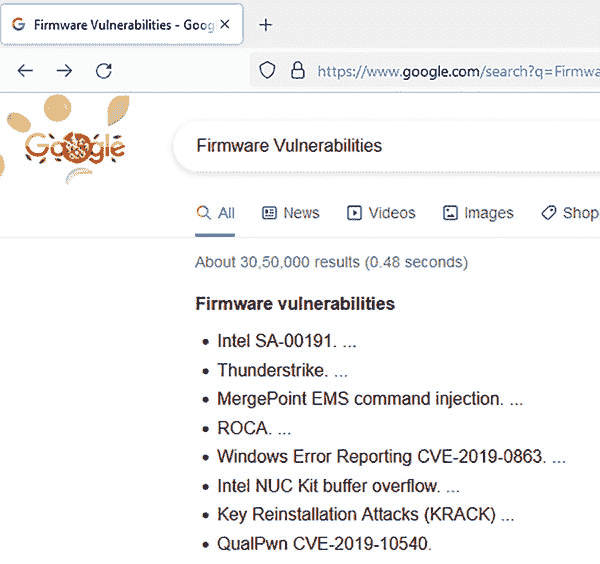 Firmware Vulnerabilities - Goog
https://www.google.com/search?q=Firmwa
Google
Firmware Vulnerabilities
All News Videos Images Shop
About 30,50,000 results (0.48 seconds)
Firmware vulnerabilities
• Intel SA-00191. ...
• Thunderstrike. ...
• MergePoint EMS command injection. ...
• ROCA. ...
• Windows Error Reporting CVE-2019-0863. ...
• Intel NUC Kit buffer overflow. ...
• Key Reinstallation Attacks (KRACK) ...
• QualPwn CVE-2019-10540.